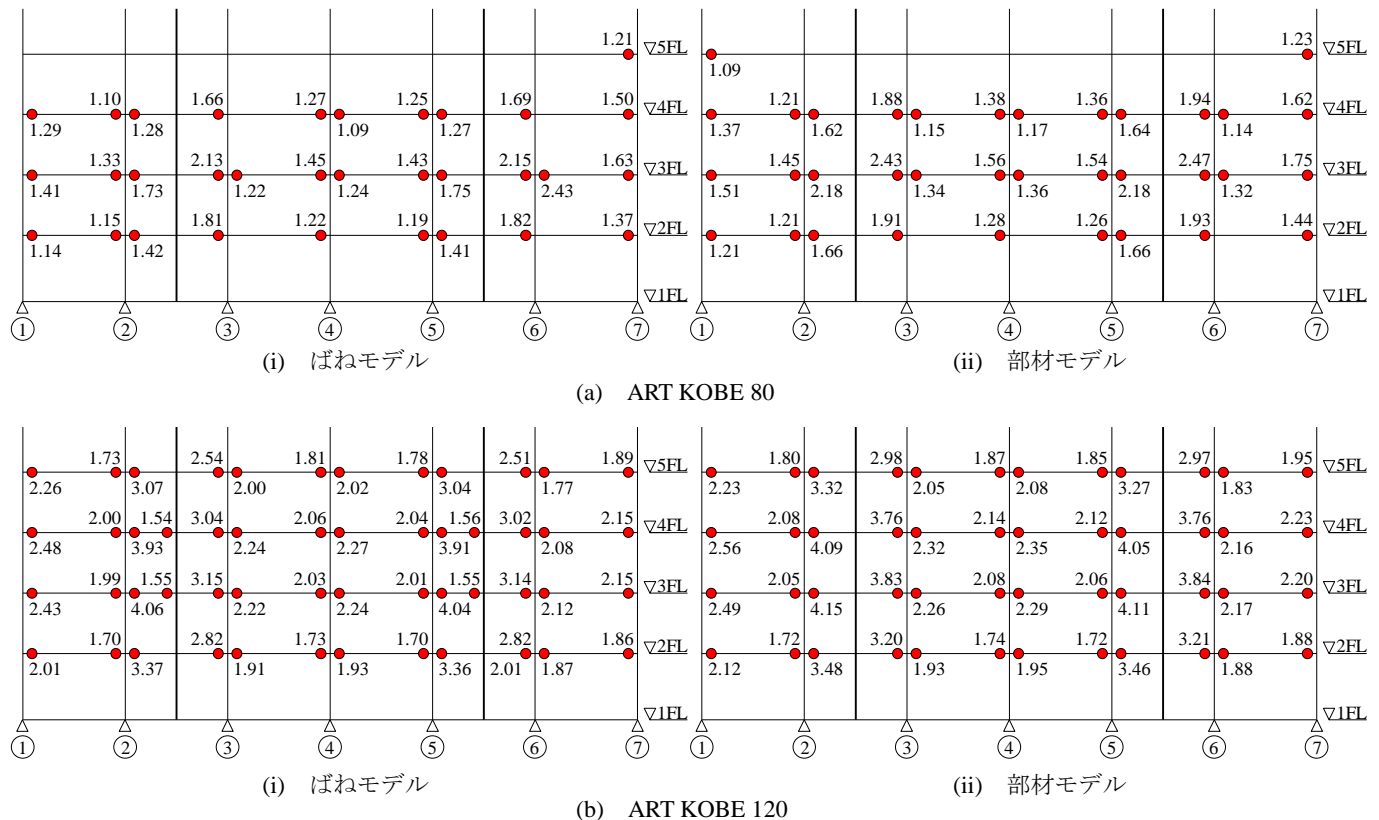 1.21 ▽5FL
1.10 1.66 1.27 1.25 1.69 1.50 ▽4FL
1.29 1.28 1.09 1.27
1.33 2.13 1.45 1.43 2.15 1.63 ▽3FL
1.41 1.73 1.22 1.24 1.75 2.43
1.15 1.81 1.22 1.19 1.82 1.37 ▽2FL
1.14 1.42 1.41
▽1FL
① ② ③ ④ ⑤ ⑥ ⑦
(i) ばねモデル
1.23 ▽5FL
1.09
1.21 1.88 1.38 1.36 1.94 1.62 ▽4FL
1.37 1.62 1.15 1.17 1.64 1.14
1.45 2.43 1.56 1.54 2.47 1.75 ▽3FL
1.51 2.18 1.34 1.36 2.18 1.32
1.21 1.91 1.28 1.26 1.93 1.44 ▽2FL
1.21 1.66 1.66
▽1FL
① ② ③ ④ ⑤ ⑥ ⑦
(ii) 部材モデル
(a) ART KOBE 80
1.73 2.54 1.81 1.78 2.51 1.89 ▽5FL
2.26 3.07 2.00 2.02 3.04 1.77
2.00 1.54 3.04 2.06 2.04 1.56 3.02 2.15 ▽4FL
2.48 3.93 2.24 2.27 3.91 2.08
1.99 1.55 3.15 2.03 2.01 1.55 3.14 2.15 ▽3FL
2.43 4.06 2.22 2.24 4.04 2.12
1.70 2.82 1.73 1.70 2.82 1.86 ▽2FL
2.01 3.37 1.91 1.93 3.36 2.01 1.87
▽1FL
① ② ③ ④ ⑤ ⑥ ⑦
(i) ばねモデル
1.80 2.98 1.87 1.85 2.97 1.95 ▽5FL
2.23 3.32 2.05 2.08 3.27 1.83
2.08 3.76 2.14 2.12 3.76 2.23 ▽4FL
2.56 4.09 2.32 2.35 4.05 2.16
2.05 3.83 2.08 2.06 3.84 2.20 ▽3FL
2.49 4.15 2.26 2.29 4.11 2.17
1.72 3.20 1.74 1.72 3.21 1.88 ▽2FL
2.12 3.48 1.93 1.95 3.46 1.88
▽1FL
① ② ③ ④ ⑤ ⑥ ⑦
(ii) 部材モデル
(b) ART KOBE 120